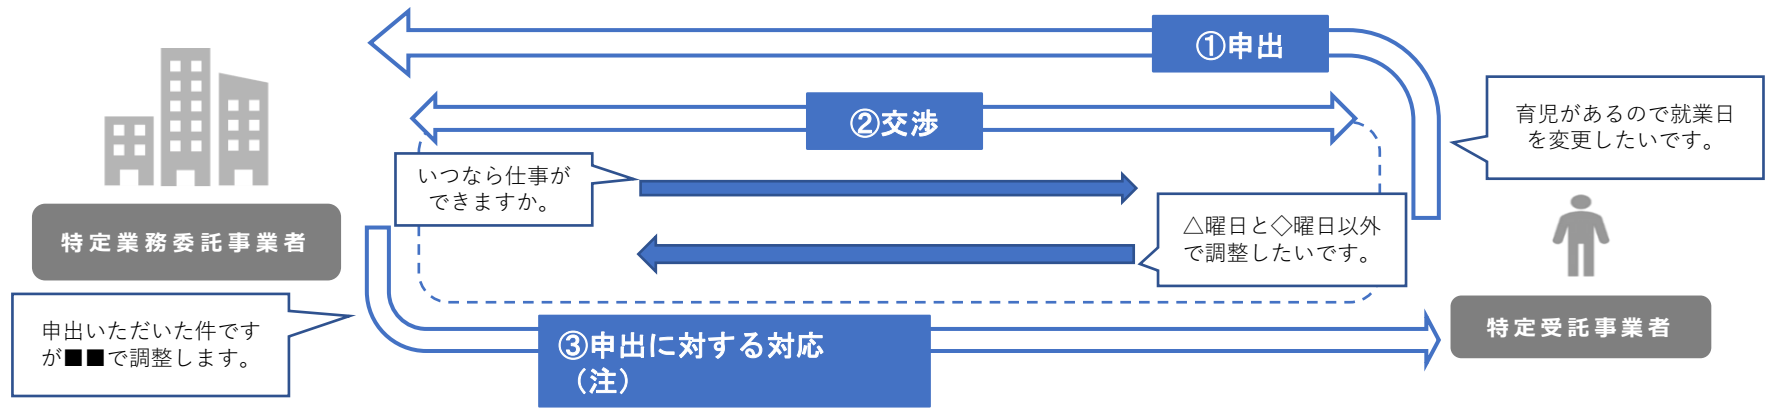 ①申出
②交渉
育児があるので就業日
を変更したいです。
いつなら仕事が
できますか。
△曜日と◇曜日以外
で調整したいです。
特定業務委託事業者
特定受託事業者
申出いただいた件です
が■■で調整します。
③申出に対する対応
（注）